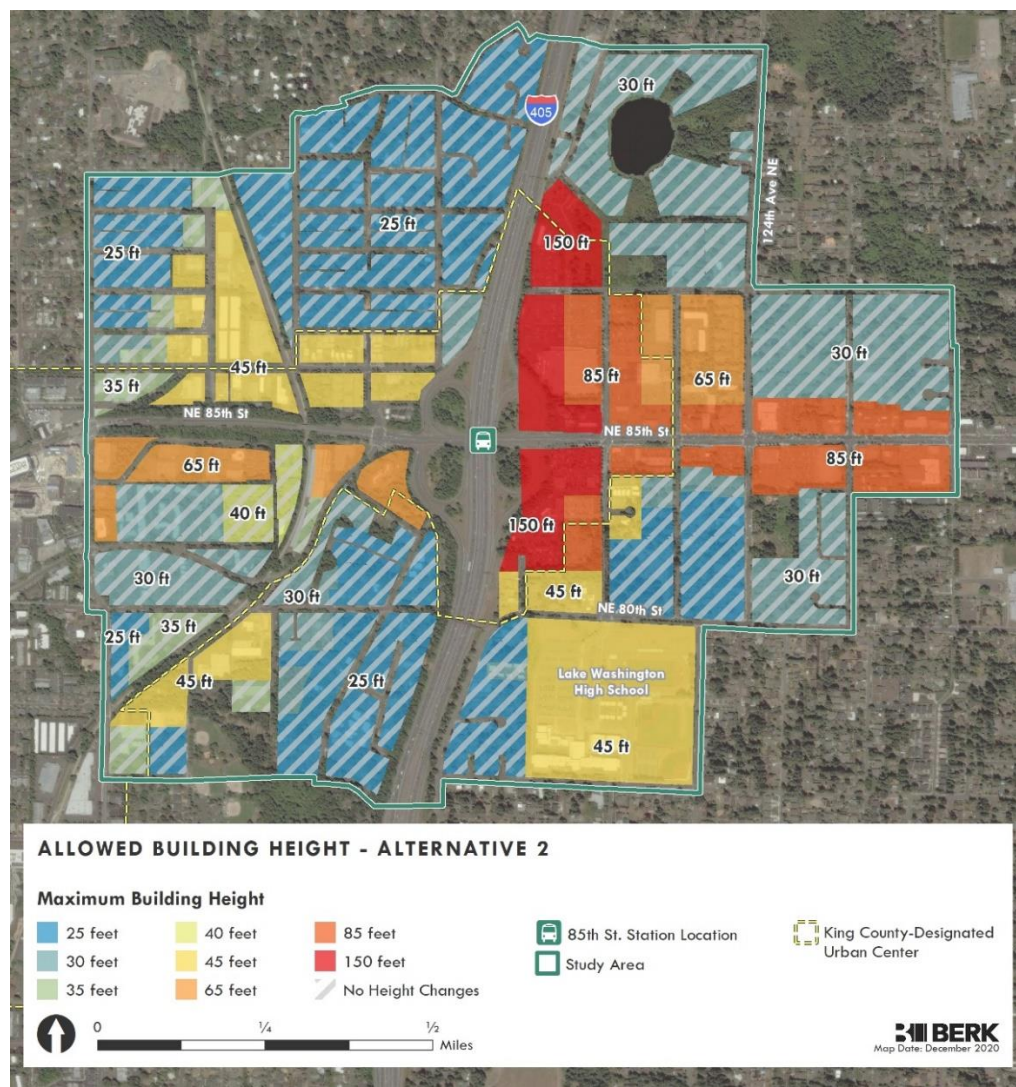 30 ft
405
124th Ave NE
25 ft
25 ft
150 ft
30 ft
45 ft
35 ft
85 ft
65 ft
NE 85th St
NE 85th St
65 ft
85 ft
40 ft
150 ft
30 ft
30 ft
45 ft
30 ft
NE 80th St
25 ft
35 ft
45 ft
25 ft
Lake Washington
High School
45 ft
ALLOWED BUILDING HEIGHT - ALTERNATIVE 2
Maximum Building Height
25 feet
30 feet
35 feet
40 feet
45 feet
65 feet
85 feet
150 feet
No Height Changes
85th St. Station Location
Study Area
King County-Designated
Urban Center
0 ¼ ½
Miles
BERK
Map Date: December 2020